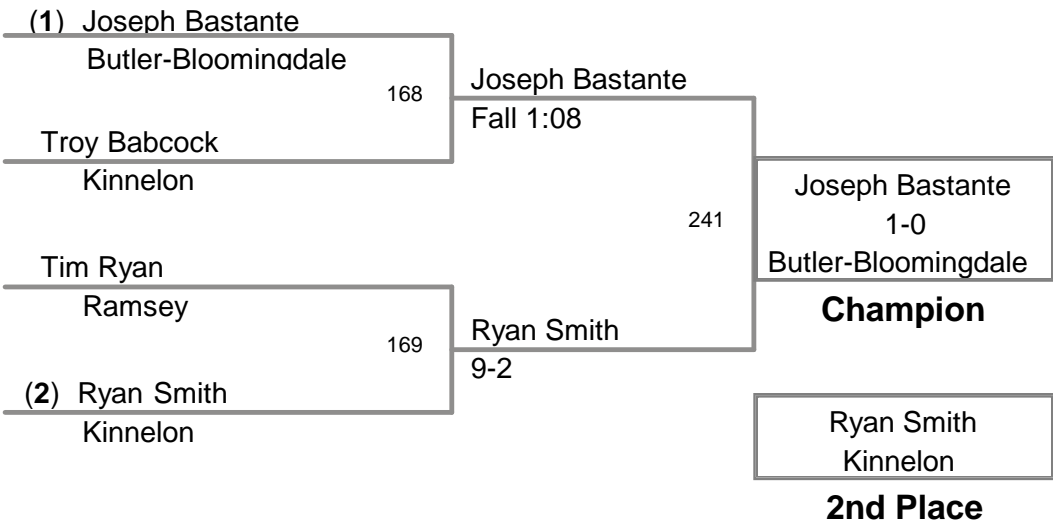 (1) Joseph Bastante
Butler-Bloomingdale
168
Troy Babcock
Kinnelon
Joseph Bastante
Fall 1:08
Tim Ryan
Ramsey
169
(2) Ryan Smith
Kinnelon
Ryan Smith
9-2
241
Joseph Bastante
1-0
Butler-Bloomingdale
Champion
Ryan Smith
Kinnelon
2nd Place